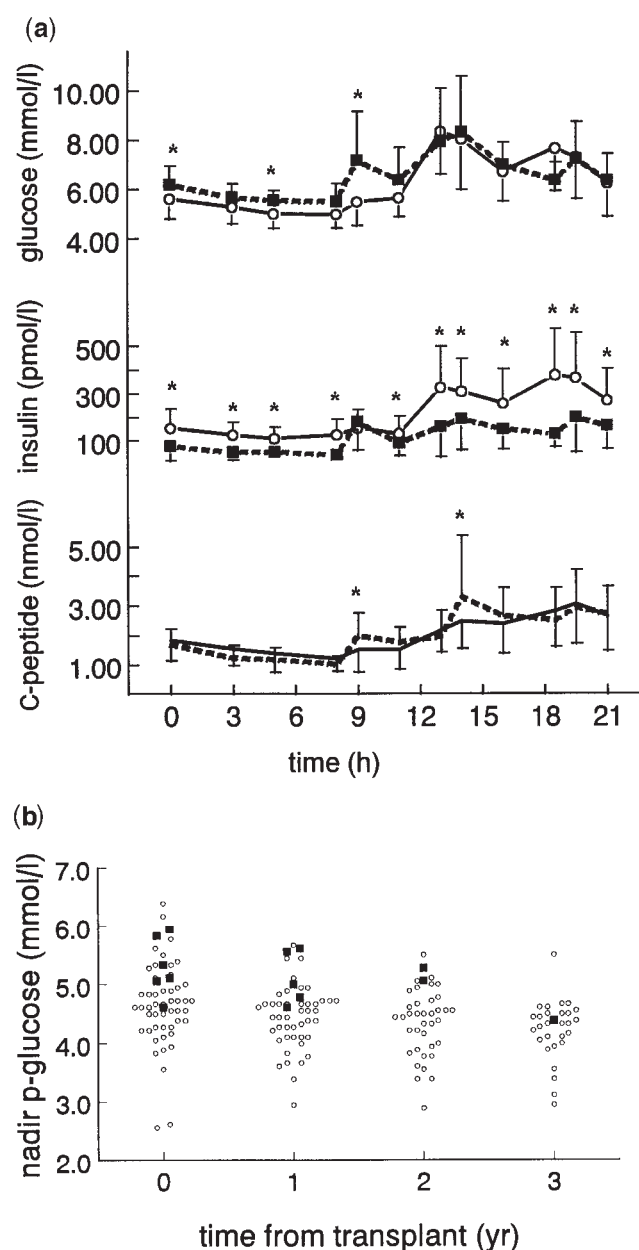 (a)
glucose (mmol/l)
10.00
8.00
6.00
4.00
* * *
insulin (pmol/l)
500
300
100
* * * * * * * * * *
C-peptide (nmol/l)
5.00
3.00
1.00
* *
0 3 6 9 12 13 15 18 21
time (h)
(b)
nadir p-glucose (mmol/l)
7.0
6.0
5.0
4.0
3.0
2.0
0 1 2 3
time from transplant (yr)